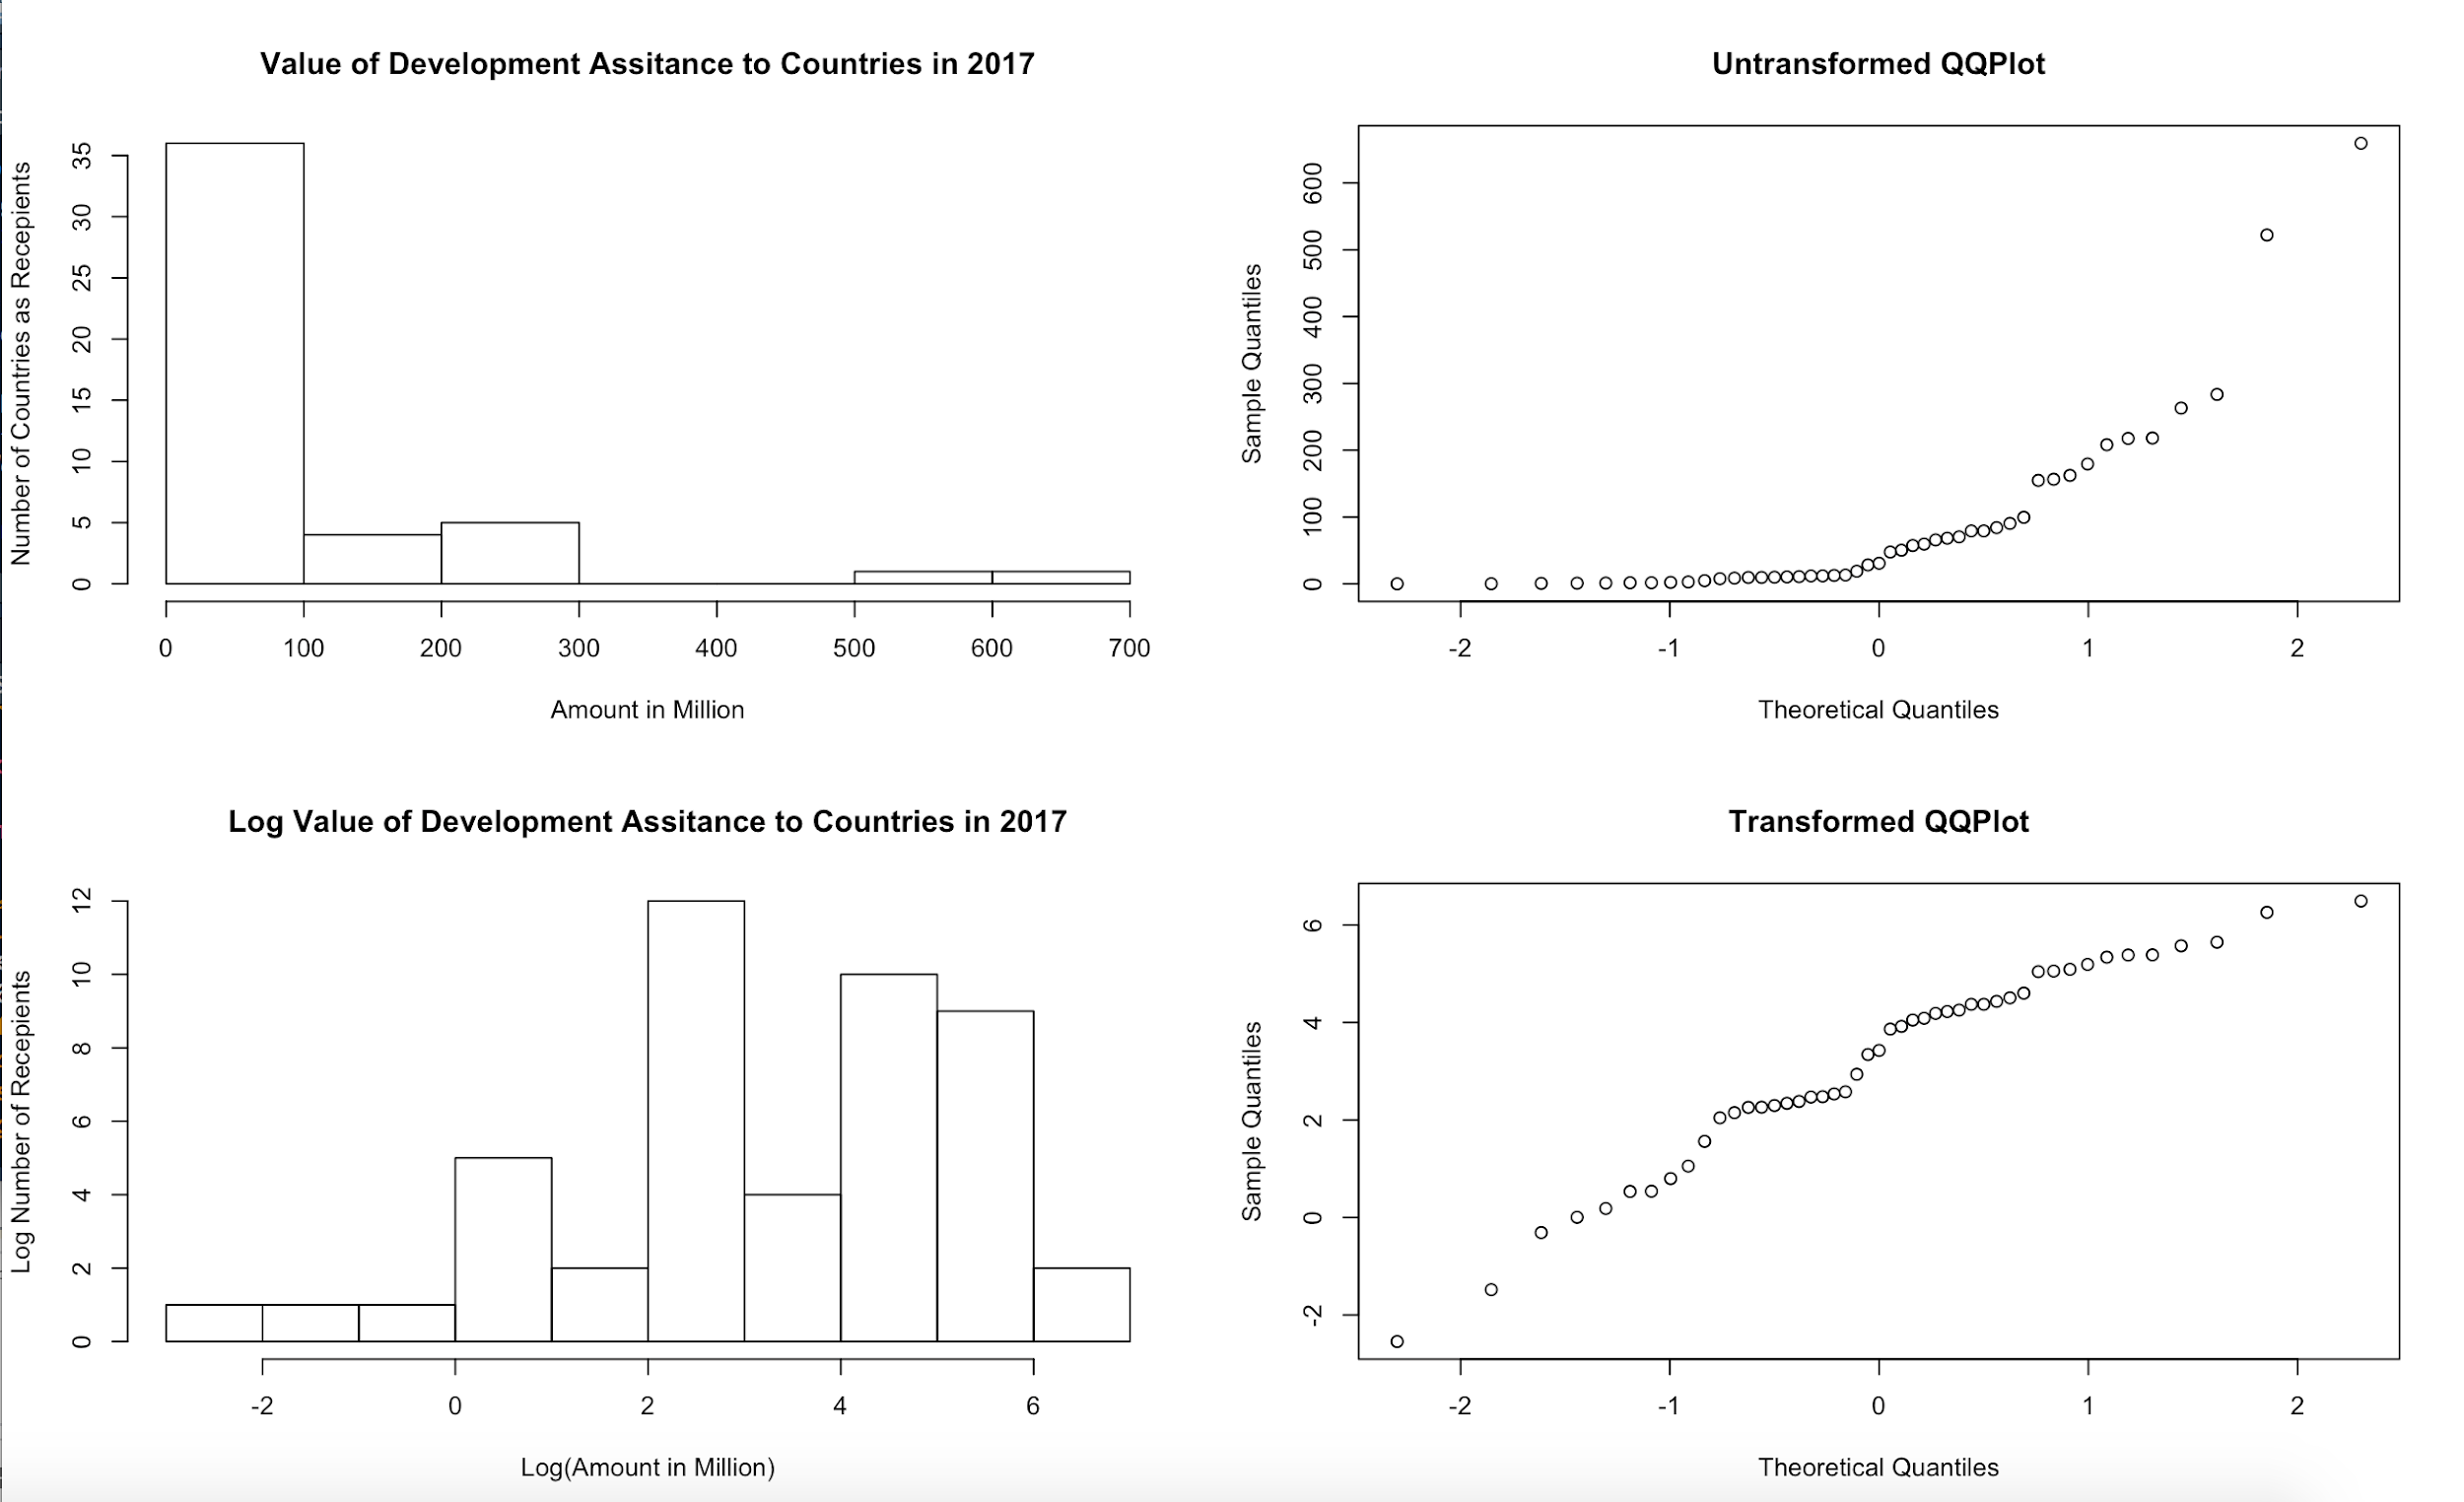 Value of Development Assitance to Countries in 2017
Number of Countries as Recepients
35
30
25
20
15
10
5
0
0 100 200 300 400 500 600 700
Amount in Million
Untransformed QQPlot
Sample Quantiles
600
500
400
300
200
100
0
-2 -1 0 1 2
Theoretical Quantiles
Log Value of Development Assitance to Countries in 2017
Log Number of Recepients
12
10
8
6
4
2
0
-2 0 2 4 6
Log(Amount in Million)
Transformed QQPlot
Sample Quantiles
6
4
2
0
-2
-2 -1 0 1 2
Theoretical Quantiles